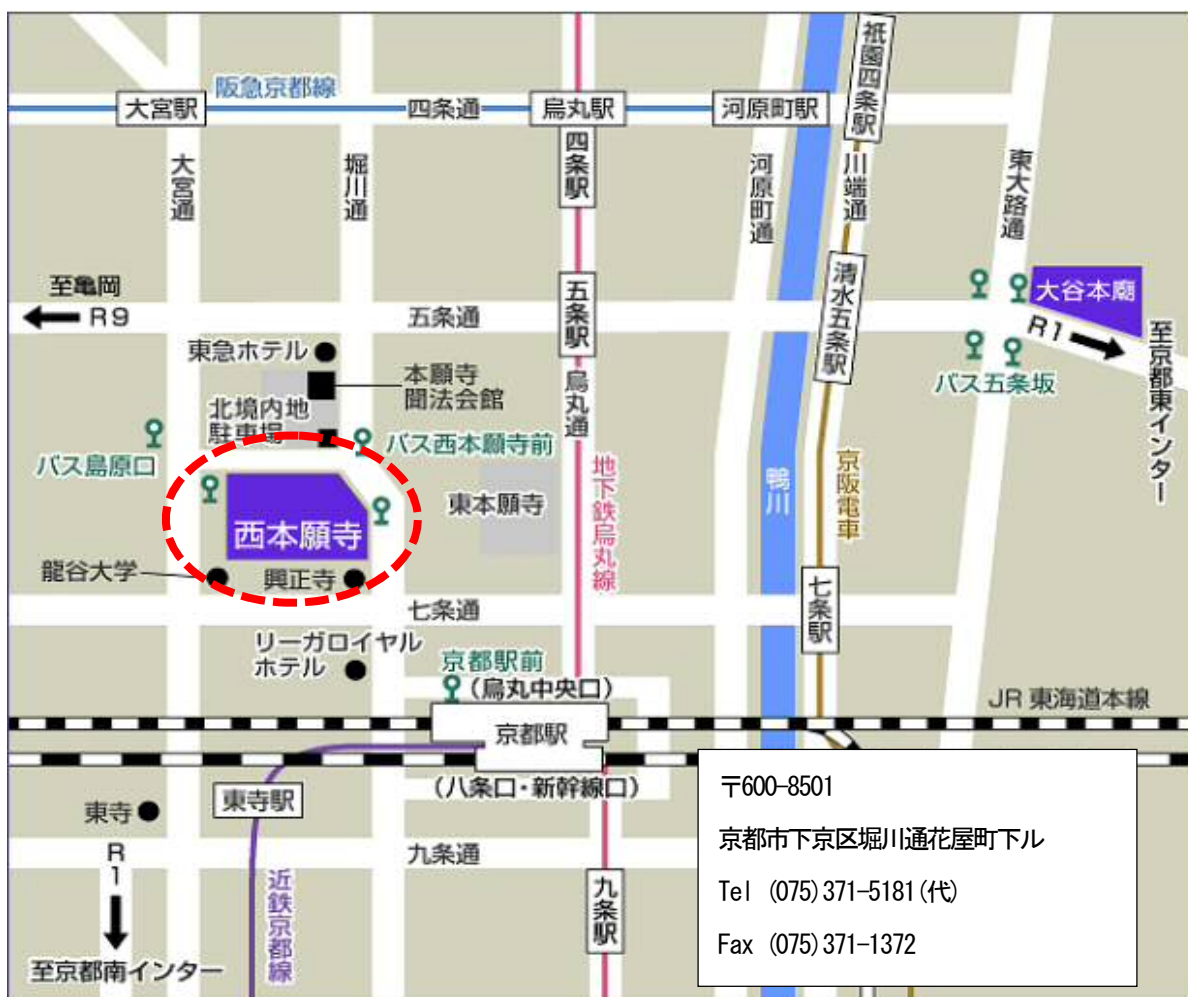 阪急京都線
大宮駅
四条通
烏丸駅
河原町駅
祇園四条駅
四条駅
大宮通
堀川通
河原町通
川端通
東大路通
至亀岡
R9
五条通
五条駅
清水五条駅
大谷本廟
R1
至京都東インター
バス五条坂
東急ホテル
本願寺
聞法会館
北境内地
駐車場
烏丸通
バス島原口
バス西本願寺前
西本願寺
東本願寺
地下鉄烏丸線
鴨川
京阪電車
龍谷大学
興正寺
七条通
七条駅
リーガロイヤル
ホテル
京都駅前
(烏丸中央口)
JR 東海道本線
京都駅
(八条口・新幹線口)
東寺駅
東寺
R
1
九条通
近鉄京都線
九条駅
至京都南インター
〒600-8501
京都市下京区堀川通花屋町下ル
Tel (075)371-5181(代)
Fax (075)371-1372